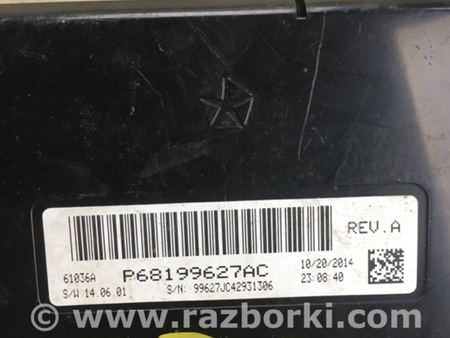 REV.A
61036A P68199627AC 10/20/2014
S/W 14.06.01 S/N: 99627JC42931306 23:08:40
© www.razborki.com